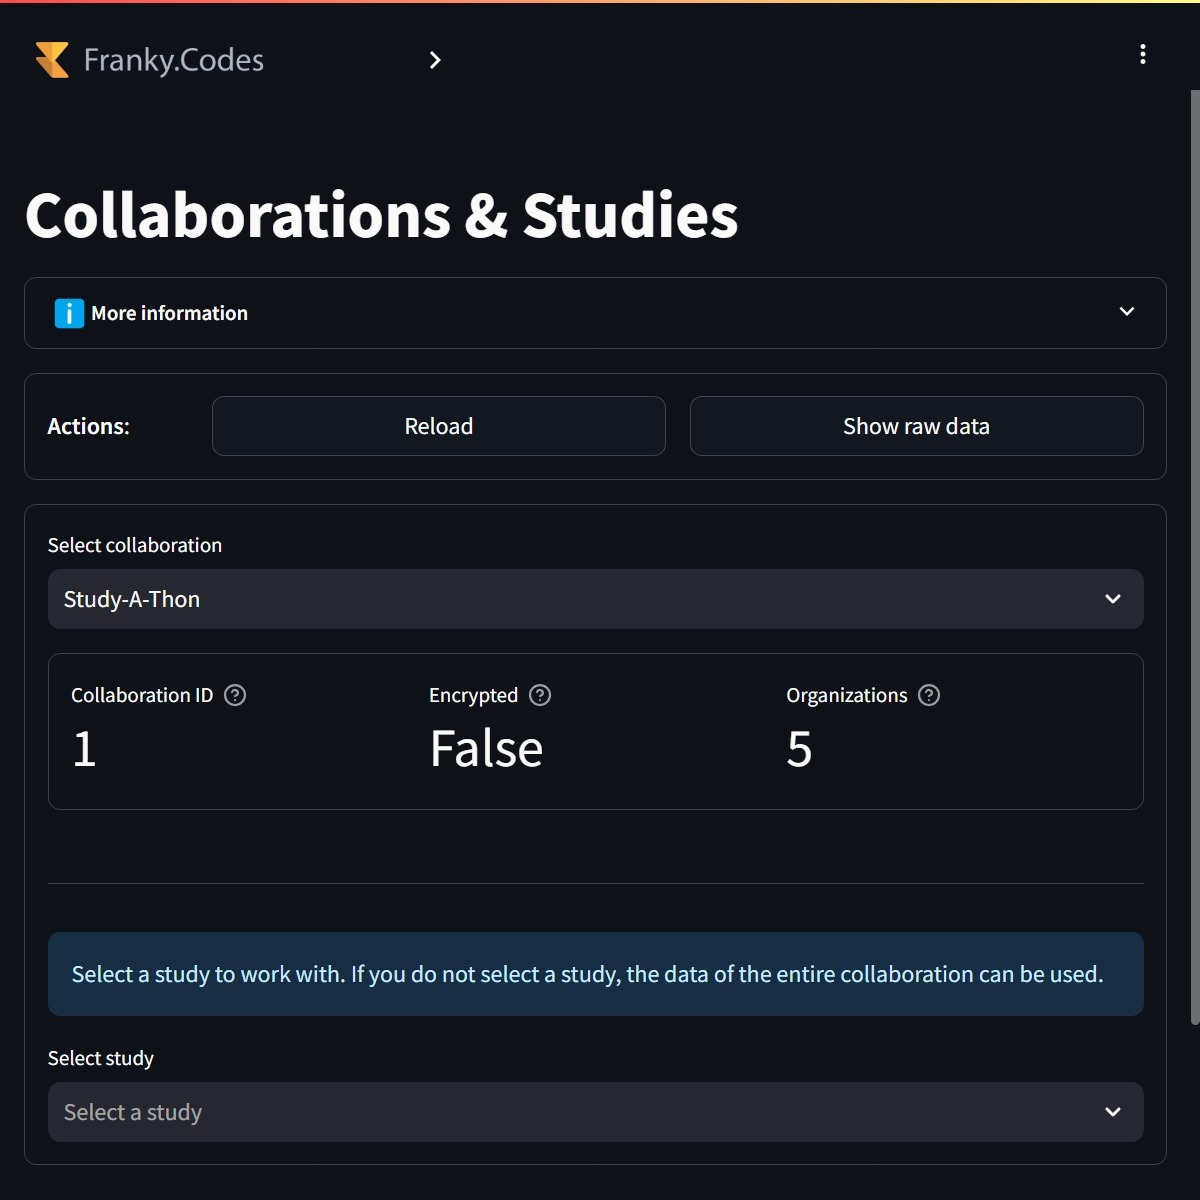 Franky.Codes
Collaborations & Studies
More information
Actions:
Reload
Show raw data
Select collaboration
Study-A-Thon
Collaboration ID
Encrypted
Organizations
1
False
5
Select a study to work with. If you do not select a study, the data of the entire collaboration can be used.
Select study
Select a study